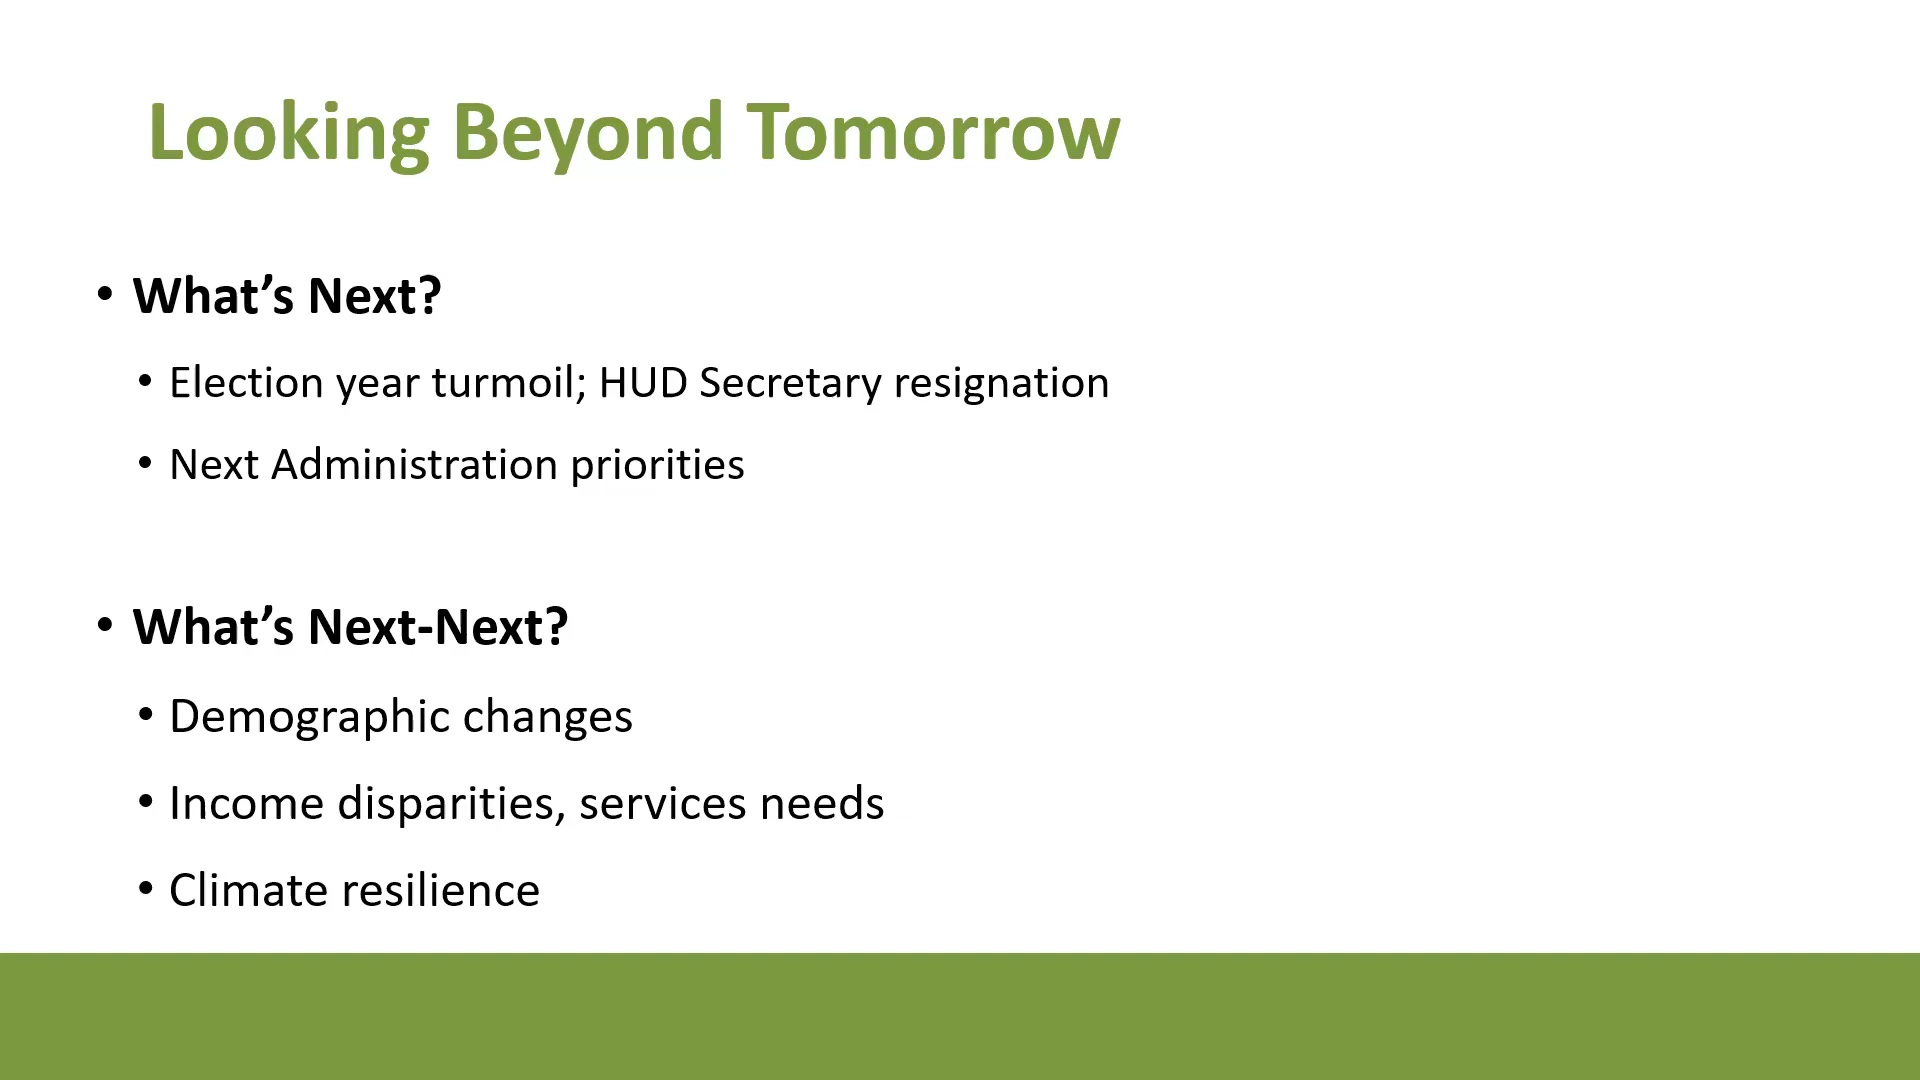 Looking Beyond Tomorrow
• What’s Next?
• Election year turmoil; HUD Secretary resignation
• Next Administration priorities
• What’s Next-Next?
• Demographic changes
• Income disparities, services needs
• Climate resilience